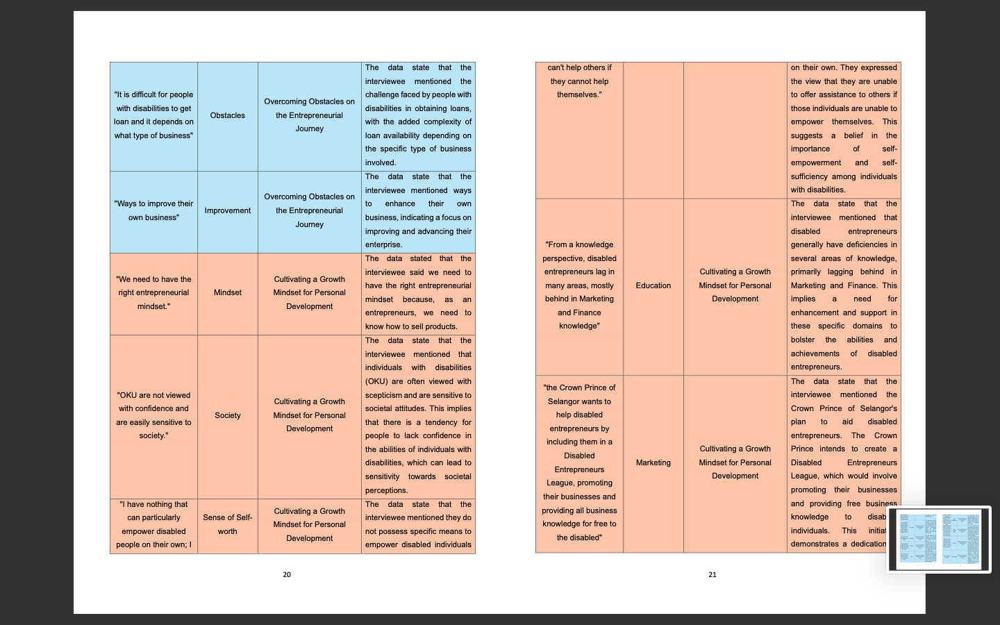 "It is difficult for people
with disabilities to get
loan and it depends on
what type of business"
Obstacles
Overcoming Obstacles on
the Entrepreneurial
Journey
The data state that the
interviewee mentioned the
challenge faced by people with
disabilities in obtaining loans,
with the added complexity of
loan availability depending on
the specific type of business
involved.
"Ways to improve their
own business"
Improvement
Overcoming Obstacles on
the Entrepreneurial
Journey
The data state that the
interviewee mentioned ways
to enhance their own
business, indicating a focus on
improving and advancing their
enterprise.
"We need to have the
right entrepreneurial
mindset."
Mindset
Cultivating a Growth
Mindset for Personal
Development
The data stated that the
interviewee said we need to
have the right entrepreneurial
mindset because, as an
entrepreneurs, we need to
know how to sell products.
"OKU are not viewed
with confidence and
are easily sensitive to
society."
Society
Cultivating a Growth
Mindset for Personal
Development
The data state that the
interviewee mentioned that
individuals with disabilities
(OKU) are often viewed with
scepticism and are sensitive to
societal attitudes. This implies
that there is a tendency for
people to lack confidence in
the abilities of individuals with
disabilities, which can lead to
sensitivity towards societal
perceptions.
"I have nothing that
can particularly
empower disabled
people on their own; I
Sense of Self-
worth
Cultivating a Growth
Mindset for Personal
Development
The data state that the
interviewee mentioned they do
not possess specific means to
empower disabled individuals
20
can't help others if
they cannot help
themselves."
on their own. They expressed
the view that they are unable
to offer assistance to others if
those individuals are unable to
empower themselves. This
suggests a belief in the
importance of self-
empowerment and self-
sufficiency among individuals
with disabilities.
"From a knowledge
perspective, disabled
entrepreneurs lag in
many areas, mostly
behind in Marketing
and Finance
knowledge"
Education
Cultivating a Growth
Mindset for Personal
Development
The data state that the
interviewee mentioned that
disabled entrepreneurs
generally have deficiencies in
several areas of knowledge,
primarily lagging behind in
Marketing and Finance. This
implies a need for
enhancement and support in
these specific domains to
bolster the abilities and
achievements of disabled
entrepreneurs.
"the Crown Prince of
Selangor wants to
help disabled
entrepreneurs by
including them in a
Disabled
Entrepreneurs
League, promoting
their businesses and
providing all business
knowledge for free to
the disabled"
Marketing
Cultivating a Growth
Mindset for Personal
Development
The data state that the
interviewee mentioned the
Crown Prince of Selangor's
plan to aid disabled
entrepreneurs. The Crown
Prince intends to create a
Disabled Entrepreneurs
League, which would involve
promoting their businesses
and providing free business
knowledge to
individuals. This
demonstrates a dedication
21